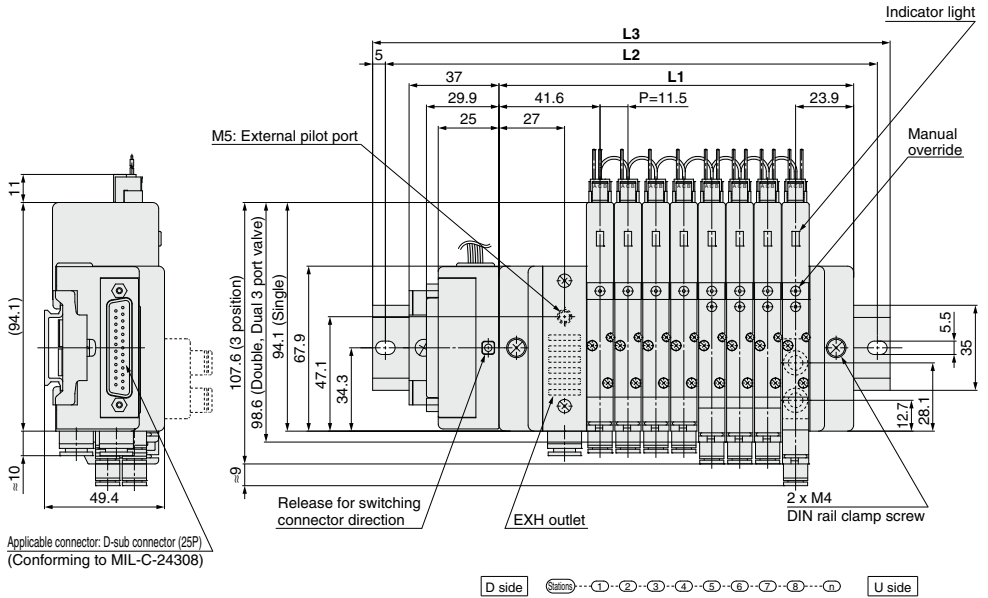 Indicator light
L3
5
L2
37
L1
29.9
41.6
P=11.5
23.9
25
27
M5: External pilot port
Manual
override
11
(94.1)
≈10
49.4
107.6 (3 position)
98.6 (Double, Dual 3 port valve)
94.1 (Single)
67.9
47.1
34.3
≈9
5.5
35
12.7
28.1
Release for switching
connector direction
EXH outlet
2 x M4
DIN rail clamp screw
Applicable connector: D-sub connector (25P)
(Conforming to MIL-C-24308)
D side Stations 1 2 3 4 5 6 7 8 n U side